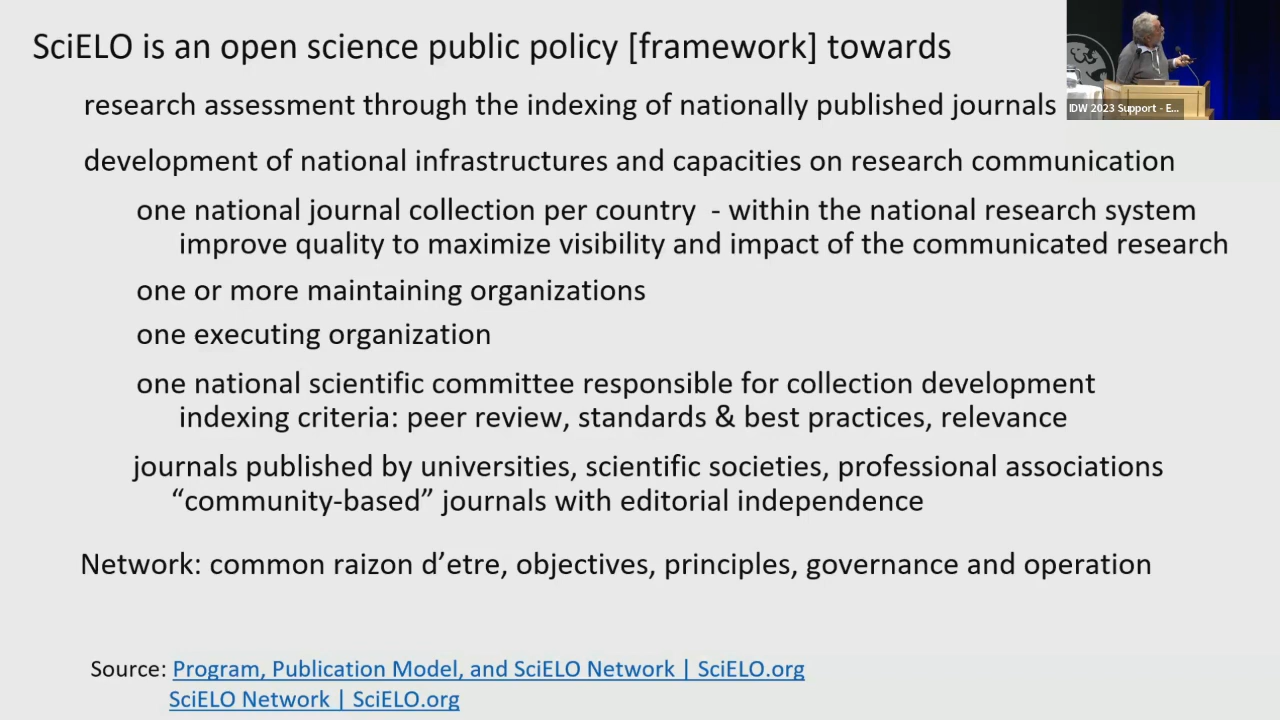 SciELO is an open science public policy [framework] towards
research assessment through the indexing of nationally published journals
IDW 2023 Support - E...
development of national infrastructures and capacities on research communication
one national journal collection per country - within the national research system
improve quality to maximize visibility and impact of the communicated research
one or more maintaining organizations
one executing organization
one national scientific committee responsible for collection development
indexing criteria: peer review, standards & best practices, relevance
journals published by universities, scientific societies, professional associations
“community-based” journals with editorial independence
Network: common raizon d’etre, objectives, principles, governance and operation
Source: Program, Publication Model, and SciELO Network | SciELO.org
SciELO Network | SciELO.org